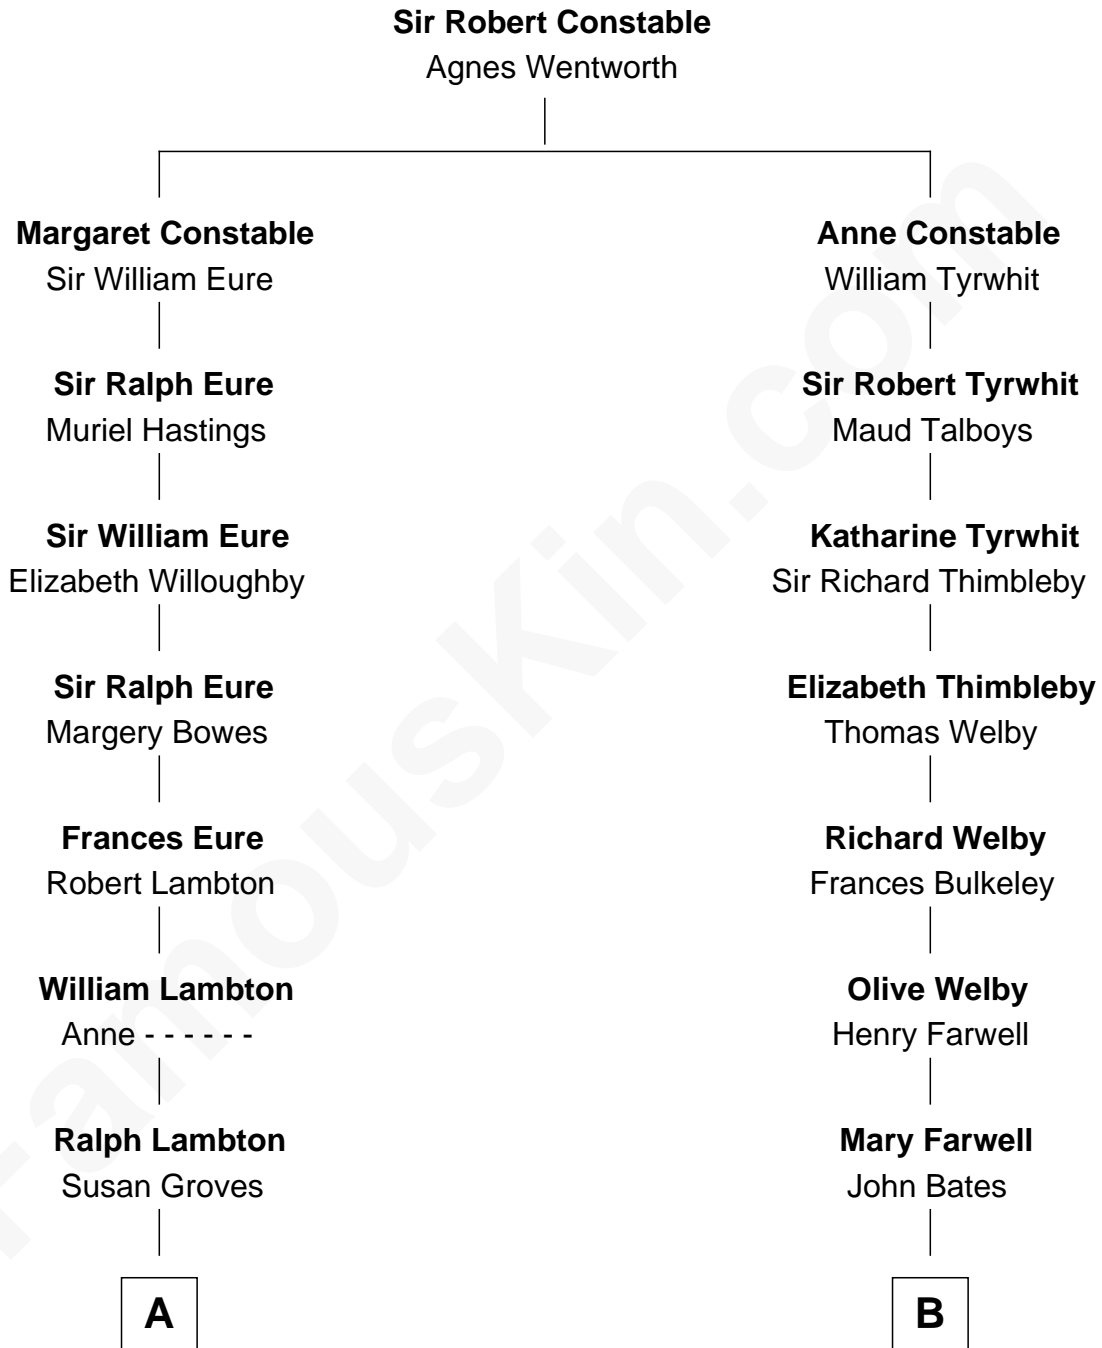 Sir Robert Constable
Agnes Wentworth
Margaret Constable
Sir William Eure
Anne Constable
William Tyrwhit
Sir Ralph Eure
Muriel Hastings
Sir Robert Tyrwhit
Maud Talboys
Sir William Eure
Elizabeth Willoughby
Katharine Tyrwhit
Sir Richard Thimbleby
Sir Ralph Eure
Margery Bowes
Elizabeth Thimbleby
Thomas Welby
Frances Eure
Robert Lambton
Richard Welby
Frances Bulkeley
William Lambton
Anne - - - - - -
Olive Welby
Henry Farwell
Ralph Lambton
Susan Groves
Mary Farwell
John Bates
A
B
FamousKin.com